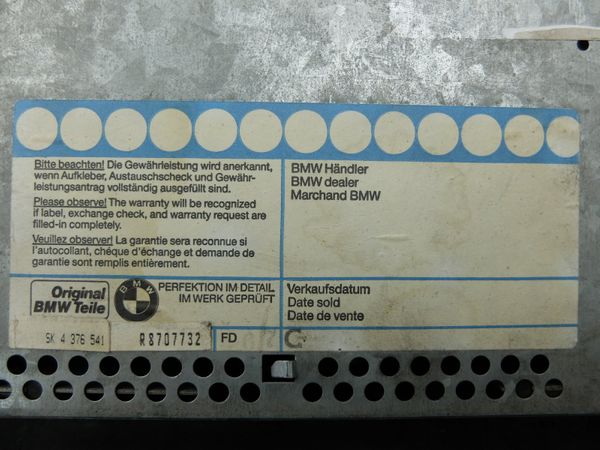 Bitte beachten! Die Gewährleistung wird anerkannt,
wenn Aufkleber, Austauschscheck und Gewähr-
leistungsantrag vollständig ausgefüllt sind.
Please observe! The warranty will be recognized
if label, exchange check, and warranty request are
filled-in completely.
Veuillez observer! La garantie sera reconnue si
l'autocollant, chéque d'échange et demande de
garantie sont remplis entièrement.
BMW Händler
BMW dealer
Marchand BMW
Original
BMW Teile
BMW
PERFEKTION IM DETAIL
IM WERK GEPRÜFT
Verkaufsdatum
Date sold
Date de vente
SK 4 376 541
R8707732
FD
C